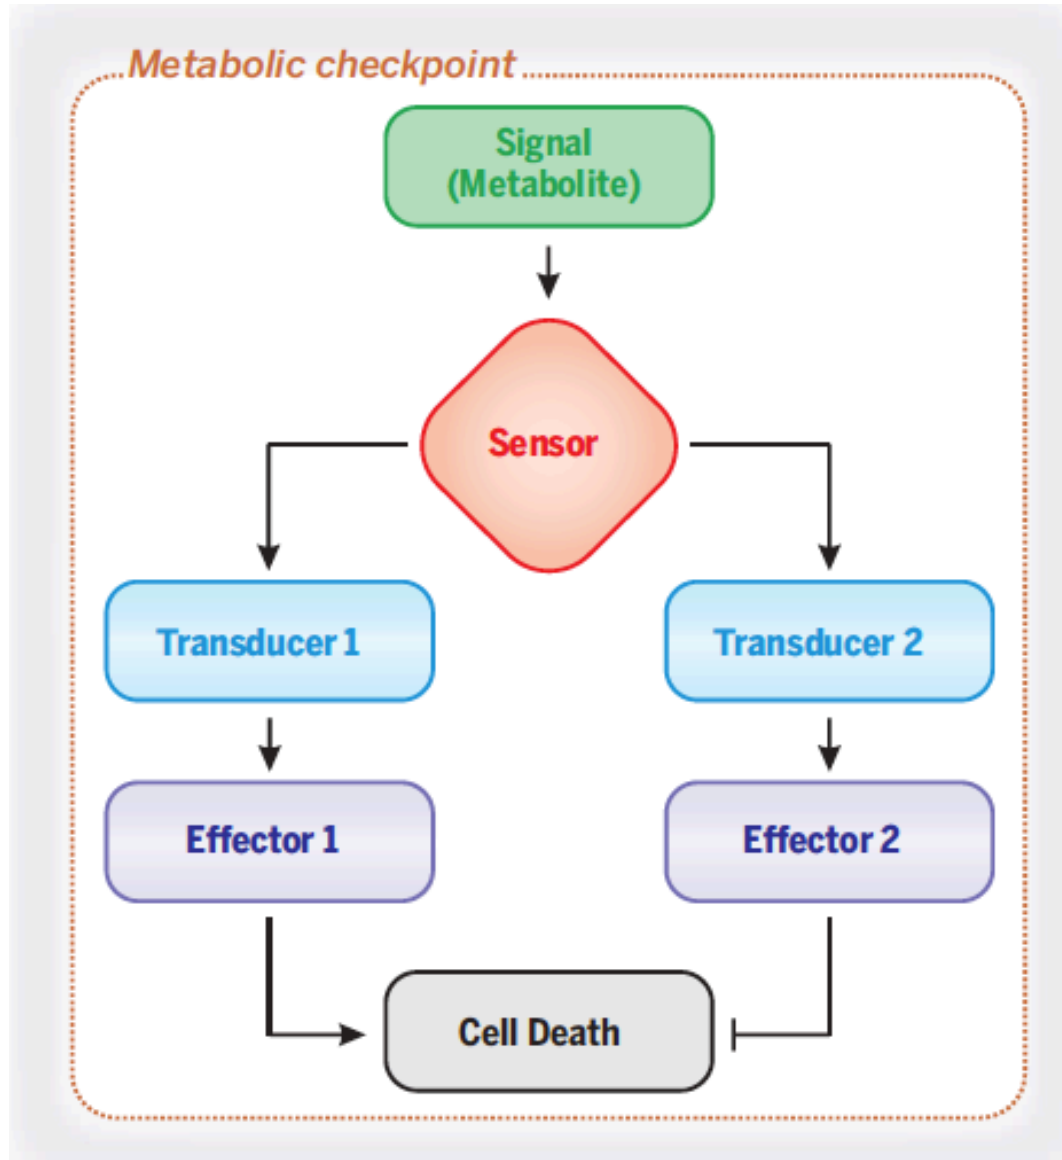 Metabolic checkpoint
Signal
(Metabolite)
Sensor
Transducer 1
Transducer 2
Effector 1
Effector 2
Cell Death